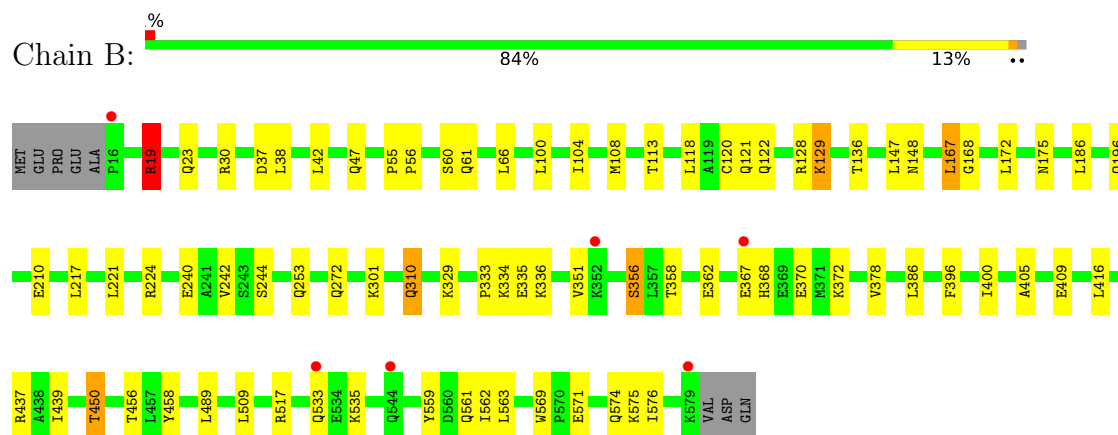 Chain B:
.%
84%
13%
••
MET GLU PRO GLU ALA P16 R19 Q23 R30 D37 L38 L42 Q47 P55 P56 S60 Q61 L66 L100 I104 M108 T113 L118 A119 C120 Q121 Q122 R128 K129 T136 L147 N148 L167 G168 L172 N175 L186 Q196
E210 L217 L221 R224 E240 A241 V242 S243 S244 Q253 Q272 K301 Q310 K329 P333 K334 E335 K336 V351 K352 S356 L357 T358 E362 E367 H368 E369 E370 M371 K372 V378 L386 F396 I400 A405 E409 L416
R437 A438 I439 T450 T456 L457 Y458 L489 L509 R517 Q533 E534 K535 Q544 Y559 D560 Q561 I562 L563 W569 P570 E571 Q574 K575 I576 K579 VAL ASP GLN